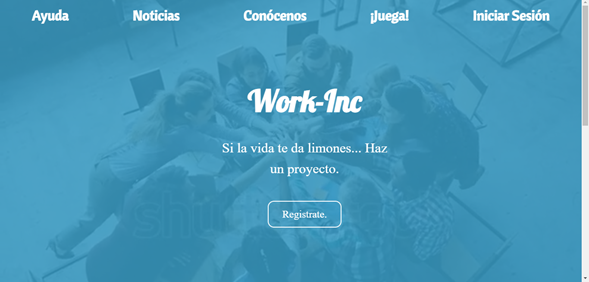 Ayuda Noticias Conócenos ¡Juega! Iniciar Sesión
Work-Inc
Si la vida te da limones... Haz
un proyecto.
Registrate.